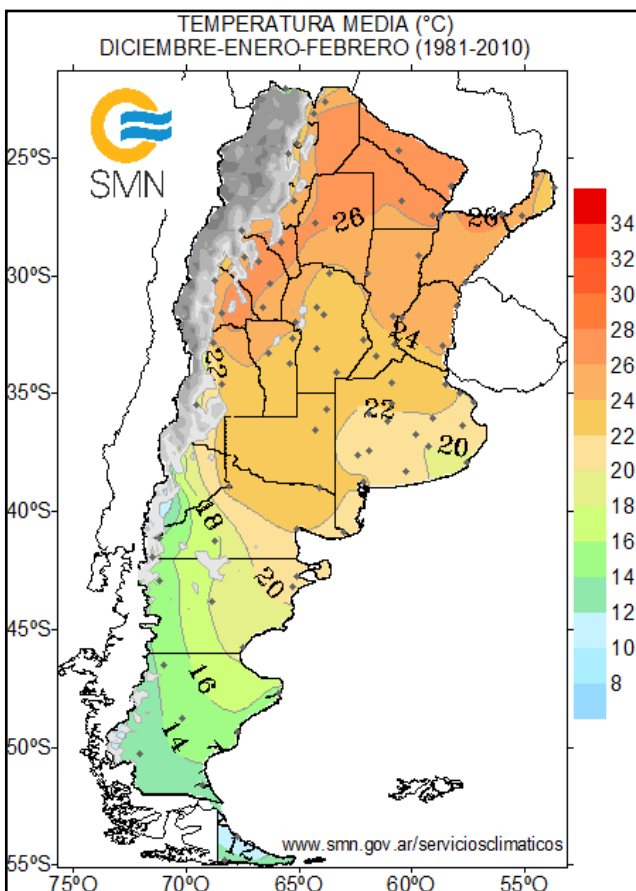 TEMPERATURA MEDIA (°C)
DICIEMBRE-ENERO-FEBRERO (1981-2010)
SMN
25ºS
30ºS
35ºS
40ºS
45ºS
50ºS
55ºS
75ºO
70ºO
65ºO
60ºO
55ºO
26
26
24
22
22
20
18
20
16
14
12
34
32
30
28
26
24
22
20
18
16
14
12
10
8
www.smn.gov.ar/serviciosclimaticos